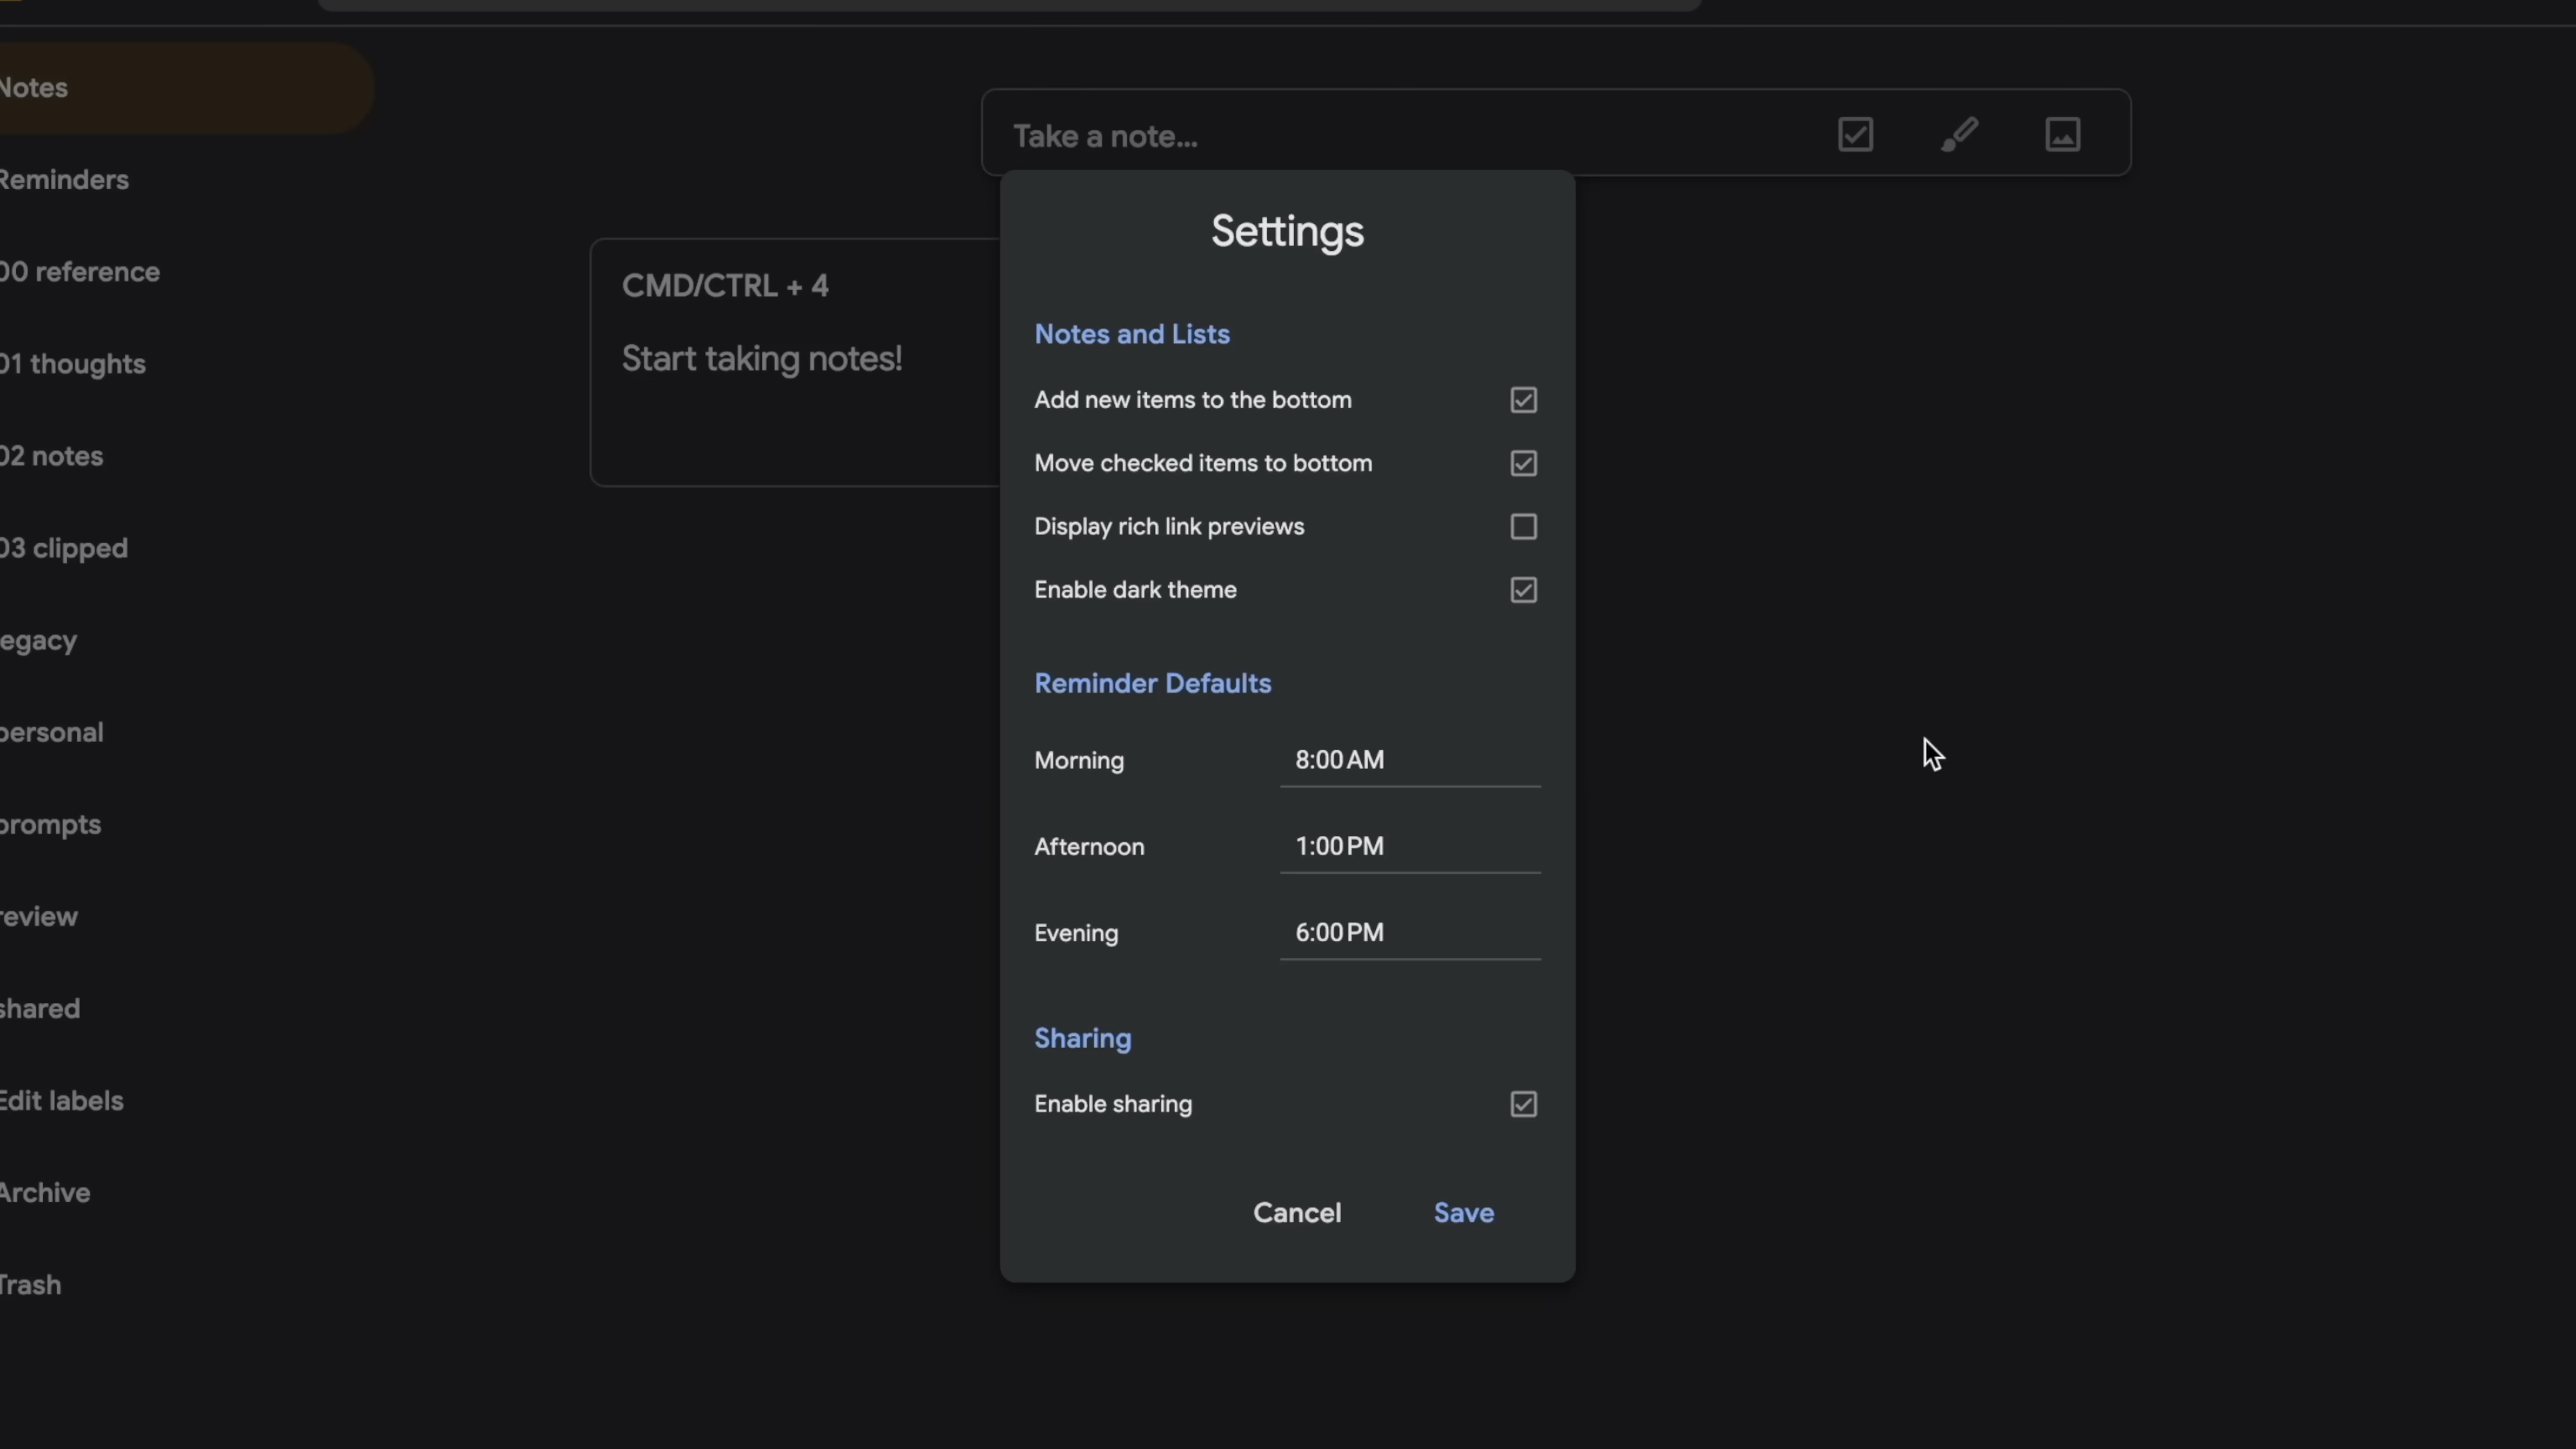 Notes
Reminders
00 reference
01 thoughts
02 notes
03 clipped
legacy
personal
prompts
review
shared
Edit labels
Archive
Trash
Take a note...
CMD/CTRL + 4
Start taking notes!
Settings
Notes and Lists
Add new items to the bottom
Move checked items to bottom
Display rich link previews
Enable dark theme
Reminder Defaults
Morning 8:00 AM
Afternoon 1:00 PM
Evening 6:00 PM
Sharing
Enable sharing
Cancel Save